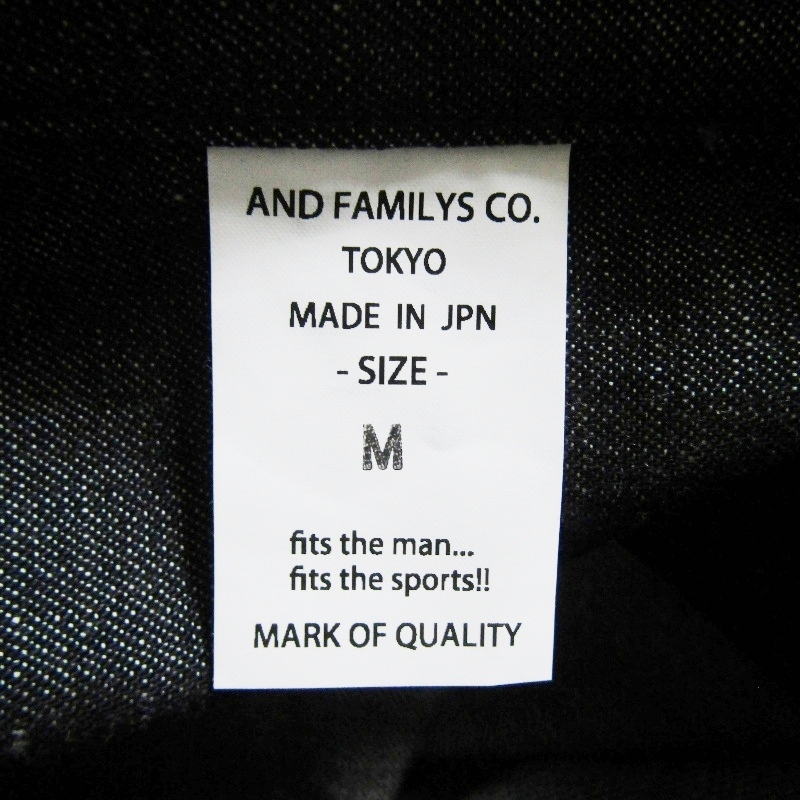 AND FAMILYS CO.
TOKYO
MADE IN JPN
- SIZE -
M
fits the man...
fits the sports!!
MARK OF QUALITY